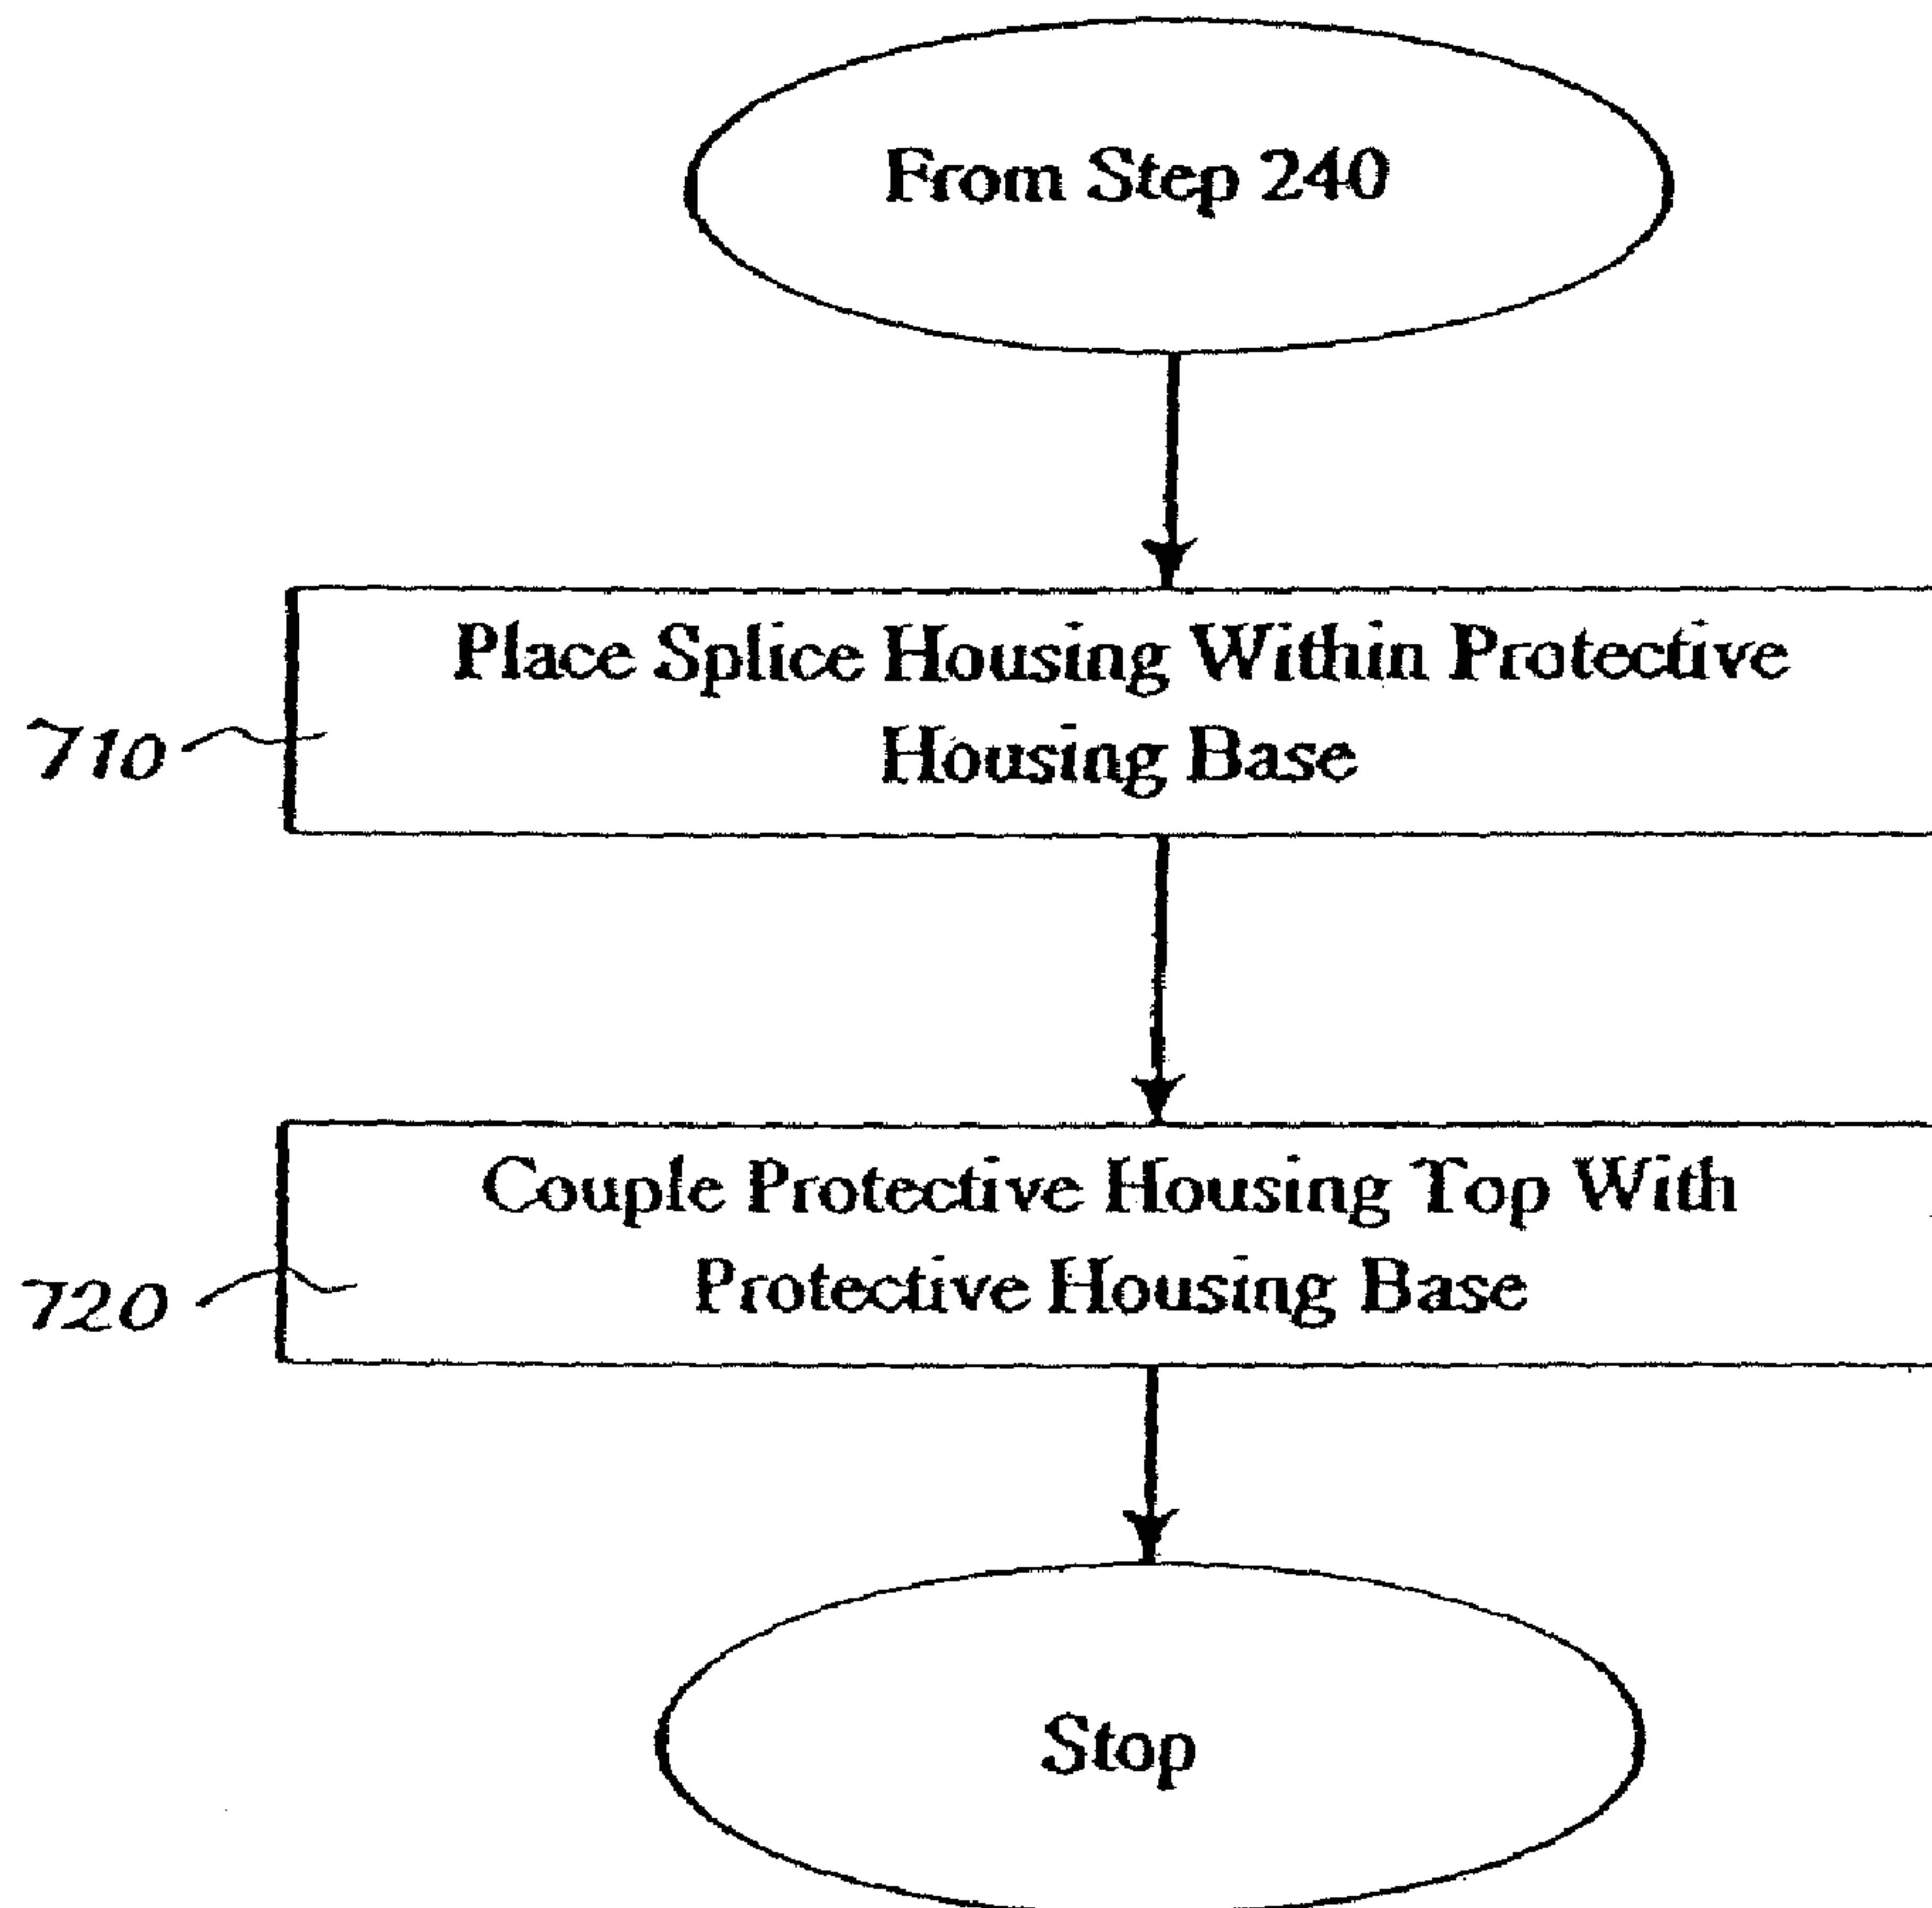 From Step 240
Place Splice Housing Within Protective
Housing Base
710
Couple Protective Housing Top With
Protective Housing Base
720
Stop